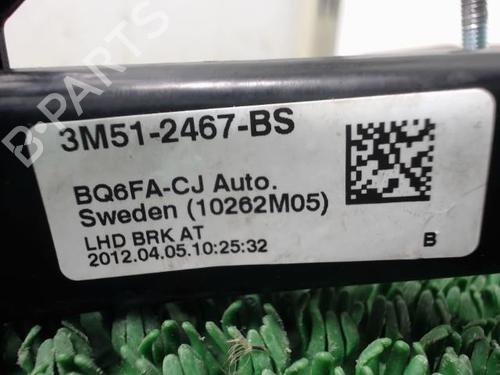 B-PARTS
3M51-2467-BS
BQ6FA-CJ Auto.
Sweden (10262M05)
LHD BRK AT
2012.04.05.10:25:32
B